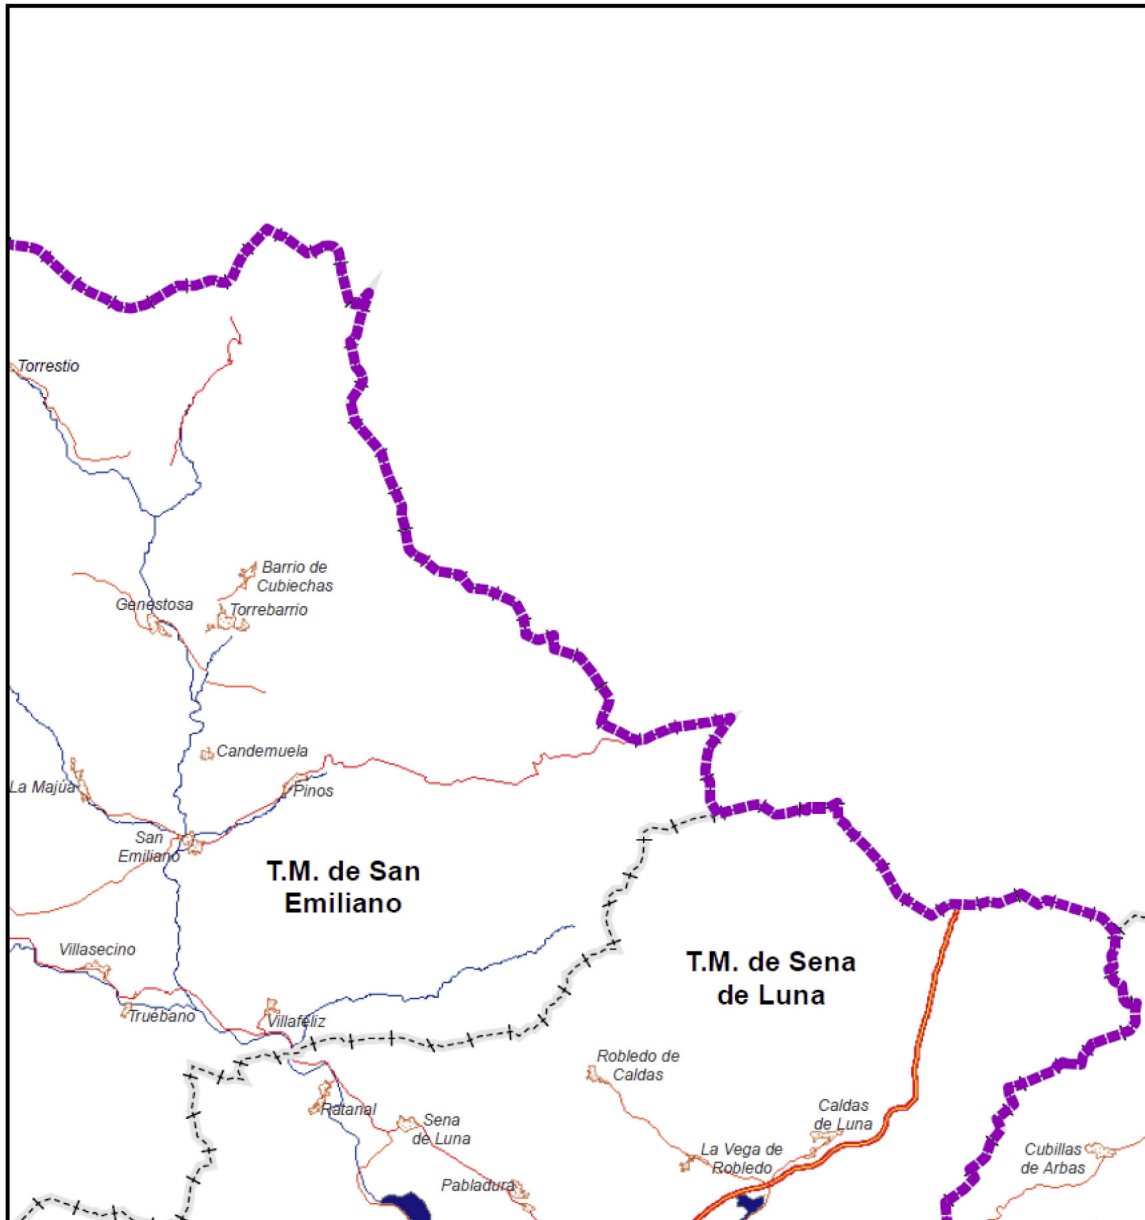 Torrestio
Barrio de
Cubiechas
Genestosa
Torrebarrio
Candemuela
La Majúa
Pinos
San
Emiliano
T.M. de San
Emiliano
Villasecino
T.M. de Sena
de Luna
Truébano
Villafeliz
Robledo de
Caldas
Ratanal
Sena
de Luna
Caldas
de Luna
La Vega de
Robledo
Cubillas
de Arbas
Pabladura